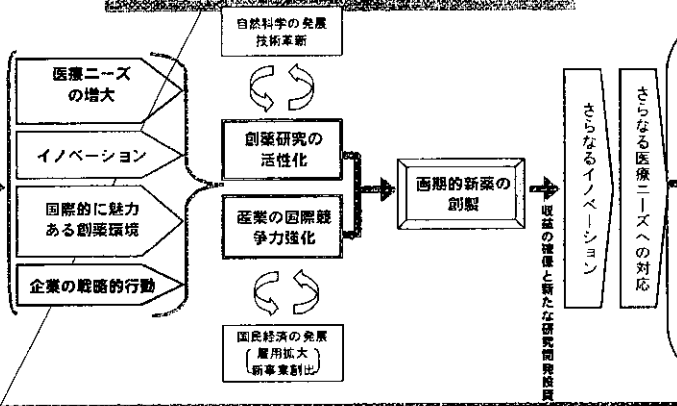 自然科学の発展
技術革新
医療ニーズ
の増大
イノベーション
国際的に魅力
ある創薬環境
企業の戦略的行動
創薬研究の
活性化
産業の国際競
争力強化
国民経済の発展
雇用拡大
新事業創出
画期的新薬の
創製
収益の確保と新たな研究開発投資
さらなるイノベーション
さらなる医療ニーズへの対応